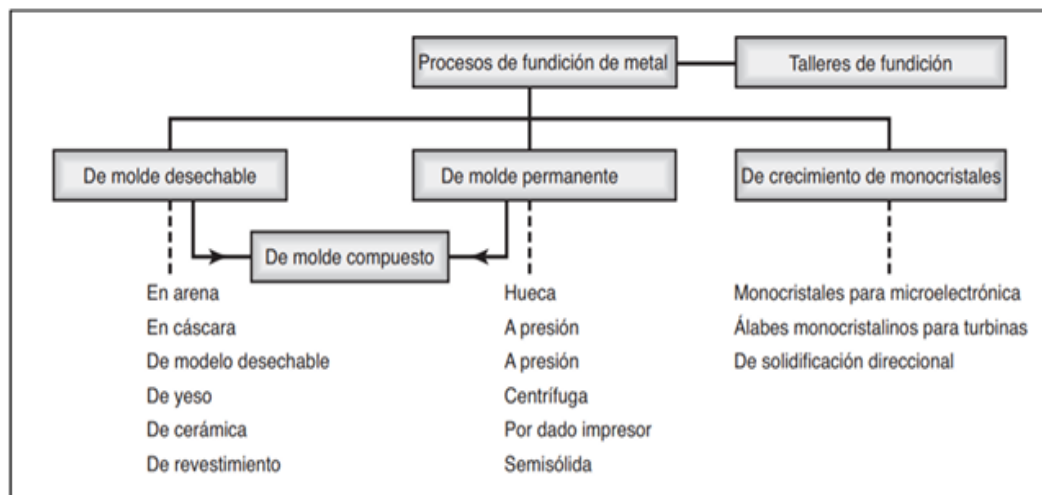 Procesos de fundición de metal
Talleres de fundición
De molde desechable
De molde permanente
De crecimiento de monocristales
De molde compuesto
En arena
En cáscara
De modelo desechable
De yeso
De cerámica
De revestimiento
Hueca
A presión
A presión
Centrífuga
Por dado impresor
Semisólida
Monocristales para microelectrónica
Álabes monocristalinos para turbinas
De solidificación direccional